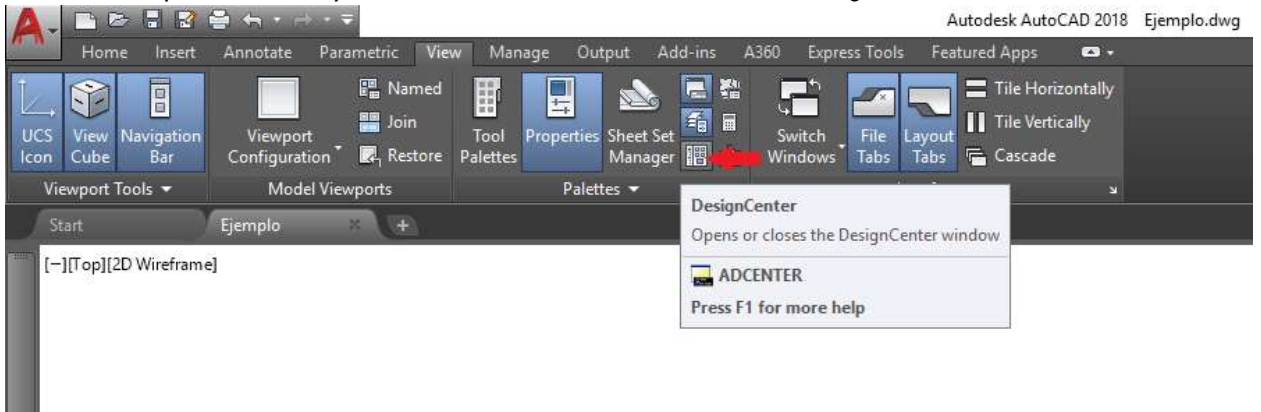 Autodesk AutoCAD 2018 Ejemplo.dwg
Home Insert Annotate Parametric View Manage Output Add-ins A360 Express Tools Featured Apps
UCS Icon
View Cube
Navigation Bar
Viewport Configuration
Named
Join
Restore
Tool Palettes
Properties
Sheet Set Manager
Switch Windows
File Tabs
Layout Tabs
Tile Horizontally
Tile Vertically
Cascade
Viewport Tools
Model Viewports
Palettes
Start
Ejemplo
[−][Top][2D Wireframe]
DesignCenter
Opens or closes the DesignCenter window
ADCENTER
Press F1 for more help